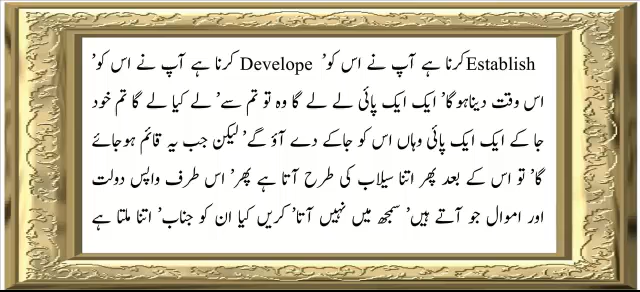 Establishکرنا ہے آپ نے اس کو’ Develope کرنا ہے آپ نے اس کو’
اس وقت دیناہوگا’ ایک ایک پائی لے لے گا وہ تو تم سے’ لے کیا لے گا تم خود
جا کے ایک ایک پائی وہاں اس کو جاکے دے آؤ گے’ لیکن جب یہ قائم ہوجائے
گا’ تو اس کے بعد پھر اتنا سیلاب کی طرح آتا ہے پھر’ اس طرف واپس دولت
اور اموال جو آتے ہیں’ سمجھ میں نہیں آتا’ کریں کیا ان کو جناب’ اتنا ملتا ہے